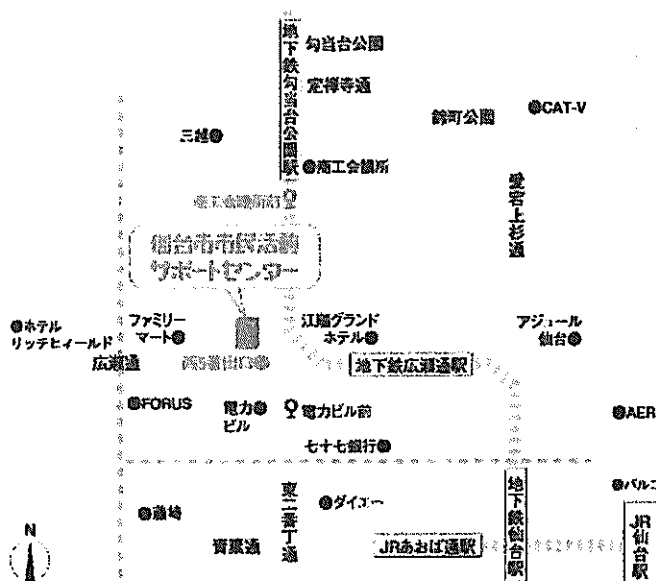 地下鉄勾当台公園駅
勾当台公園
定禅寺通
錦町公園
CAT-V
三越
商工会議所
愛宕上杉通
仙台市市民活動
サポートセンター
ホテル
リッチフィールド
ファミリー
マート
江陽グランド
ホテル
アジュール
仙台
広瀬通
地下鉄広瀬通駅
FORUS
電力
ビル
電力ビル前
AER
七十七銀行
パルコ
藤崎
東二番丁通
ダイエー
地下鉄仙台駅
JR仙台駅
青葉通
JRあおば通駅
N